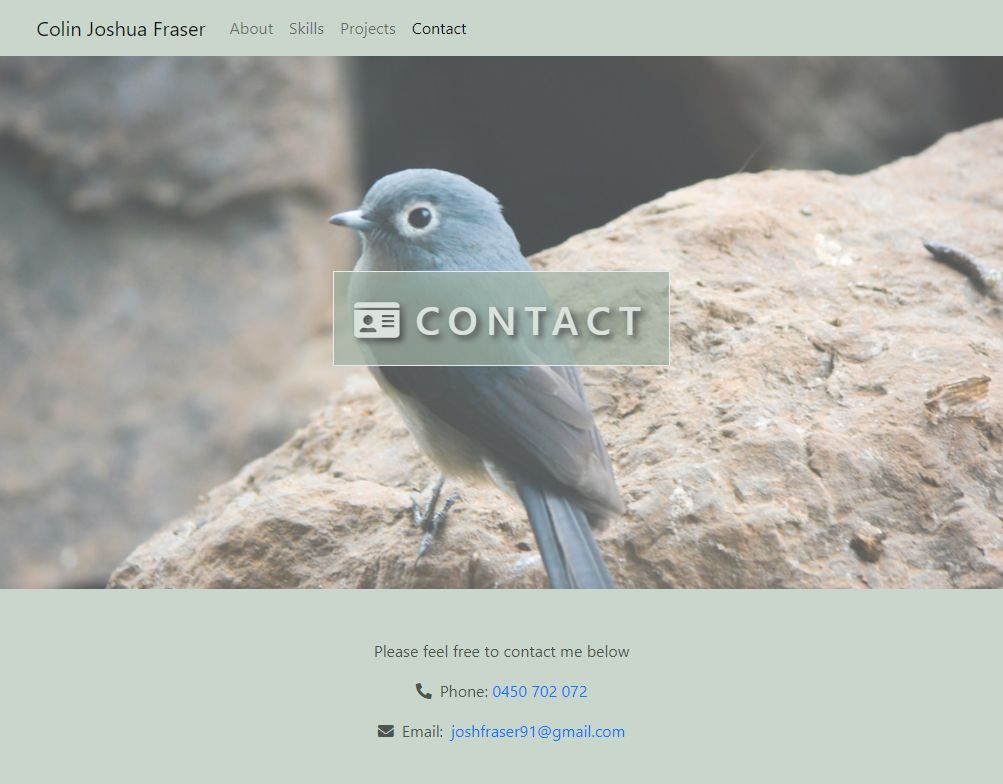 Colin Joshua Fraser About Skills Projects Contact
CONTACT
Please feel free to contact me below
Phone: 0450 702 072
Email: joshfraser91@gmail.com